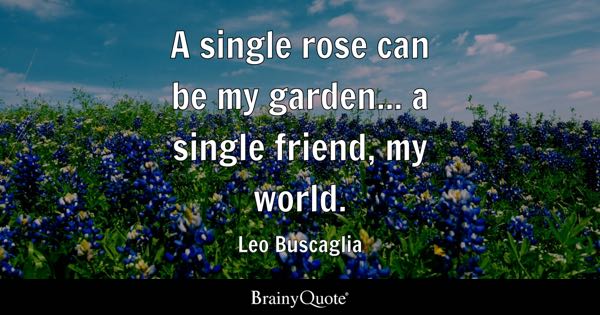 A single rose can
be my garden... a
single friend, my
world.
Leo Buscaglia
BrainyQuote®